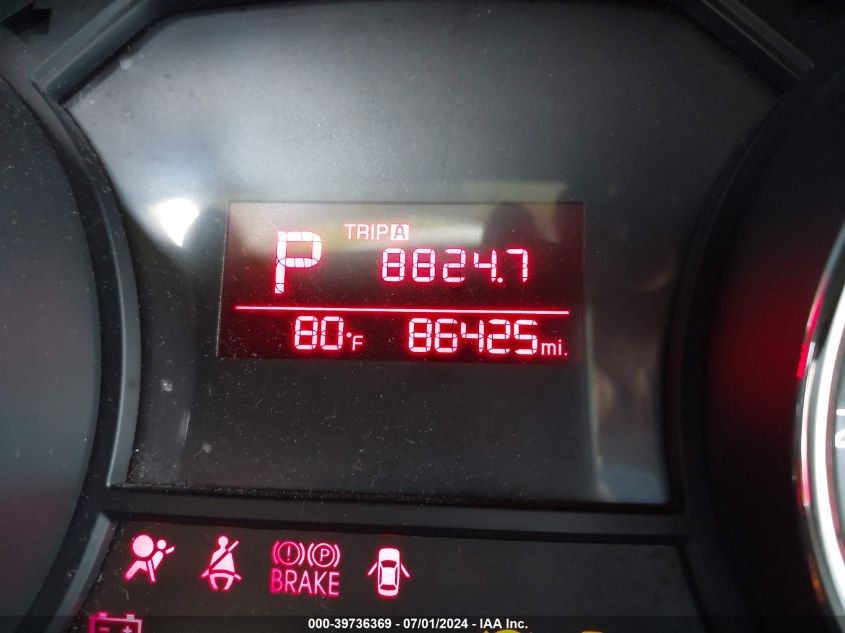 TRIP A
P 8824.7
80°F 86425 mi.
(!) (P)
BRAKE
000-39736369 - 07/01/2024 - IAA Inc.